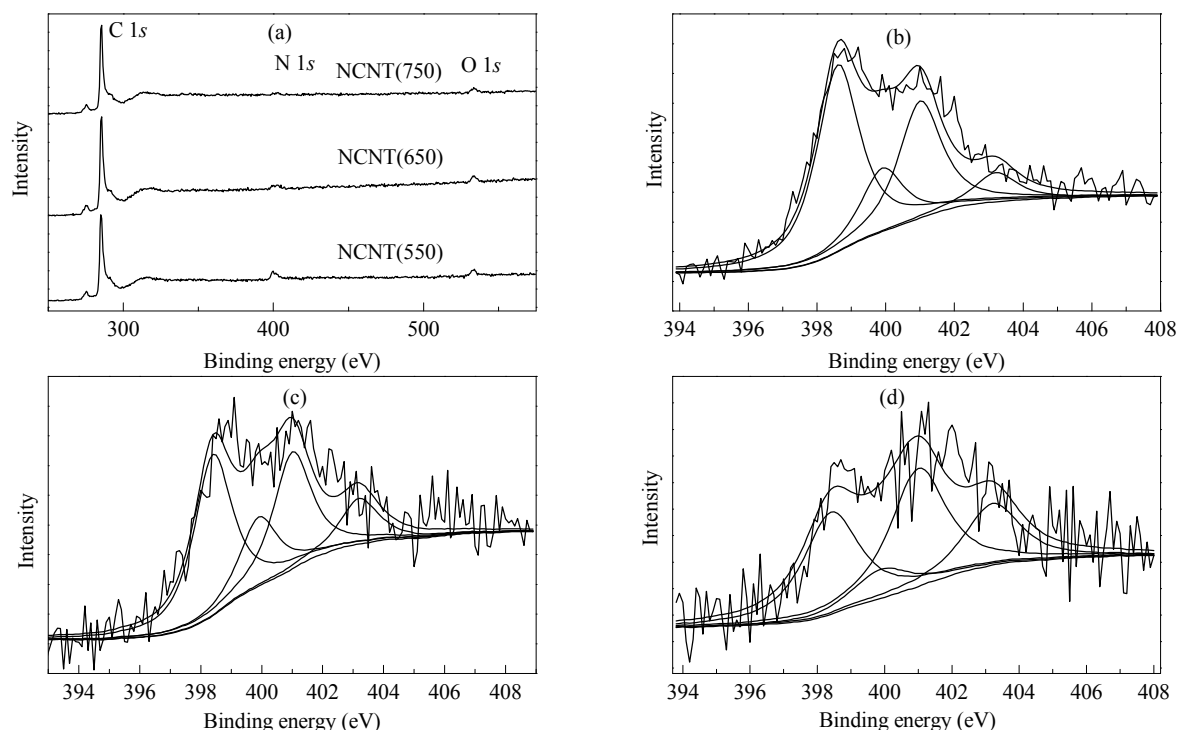 C 1s
(a)
N 1s
NCNT(750)
O 1s
NCNT(650)
NCNT(550)
Intensity
300
400
500
Binding energy (eV)
(b)
Intensity
394
396
398
400
402
404
406
408
Binding energy (eV)
(c)
Intensity
394
396
398
400
402
404
406
408
Binding energy (eV)
(d)
Intensity
394
396
398
400
402
404
406
408
Binding energy (eV)